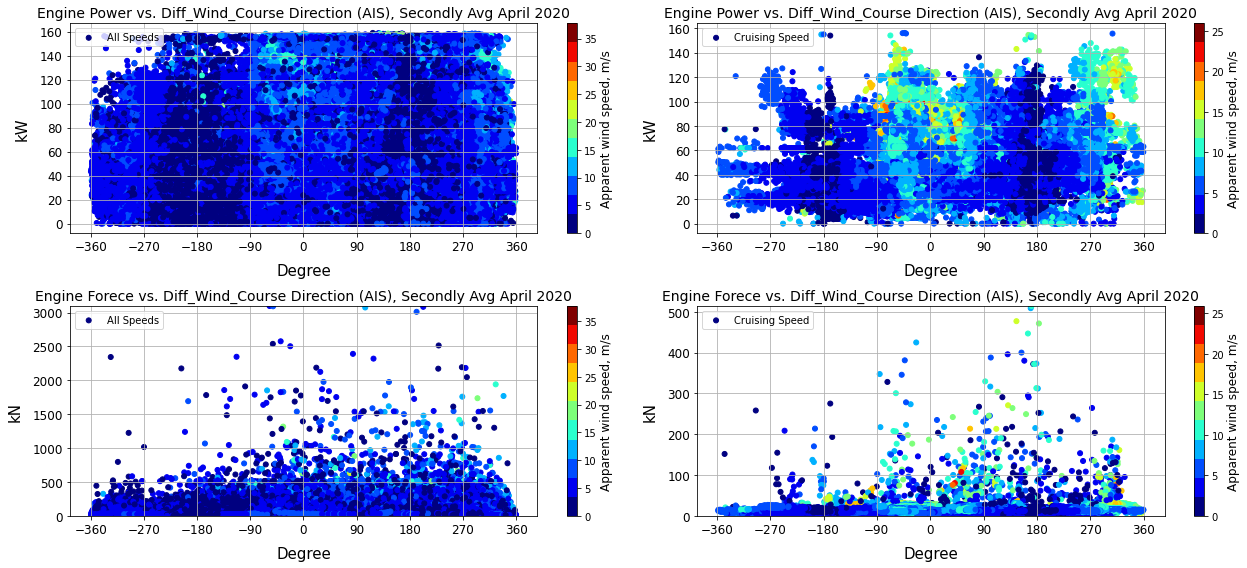 Engine Power vs. Diff_Wind_Course Direction (AIS), Secondly Avg April 2020
160
140
120
100
80
60
40
20
0
kW
All Speeds
−360 −270 −180 −90 0 90 180 270 360
Degree
35
30
25
20
15
10
5
0
Apparent wind speed, m/s
Engine Power vs. Diff_Wind_Course Direction (AIS), Secondly Avg April 2020
160
140
120
100
80
60
40
20
0
kW
Cruising Speed
−360 −270 −180 −90 0 90 180 270 360
Degree
25
20
15
10
5
0
Apparent wind speed, m/s
Engine Forece vs. Diff_Wind_Course Direction (AIS), Secondly Avg April 2020
3000
2500
2000
1500
1000
500
0
kN
All Speeds
−360 −270 −180 −90 0 90 180 270 360
Degree
35
30
25
20
15
10
5
0
Apparent wind speed, m/s
Engine Forece vs. Diff_Wind_Course Direction (AIS), Secondly Avg April 2020
500
400
300
200
100
0
kN
Cruising Speed
−360 −270 −180 −90 0 90 180 270 360
Degree
25
20
15
10
5
0
Apparent wind speed, m/s